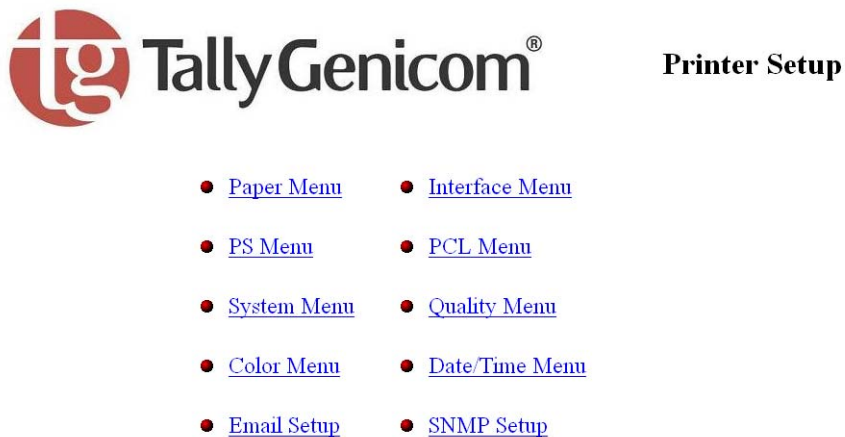 tg TallyGenicom®
Printer Setup
Paper Menu
Interface Menu
PS Menu
PCL Menu
System Menu
Quality Menu
Color Menu
Date/Time Menu
Email Setup
SNMP Setup